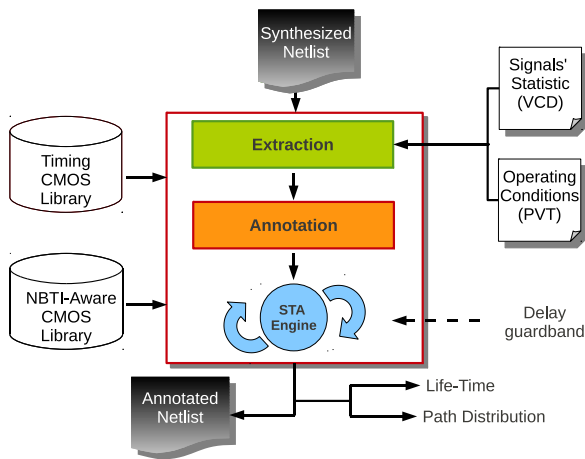 Synthesized
Netlist
Signals'
Statistic
(VCD)
Extraction
Timing
CMOS
Library
Operating
Conditions
(PVT)
Annotation
NBTI-Aware
CMOS
Library
STA
Engine
Delay
guardband
Annotated
Netlist
Life-Time
Path Distribution